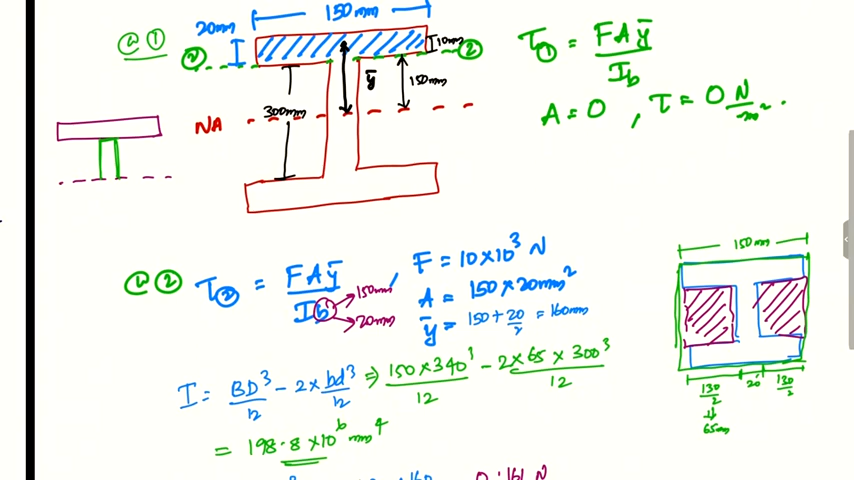 20mm
150mm
@ ①
②
10mm
②
ȳ
150mm
300mm
NA
τ① = FAȳ / Ib
A = 0 , τ = 0 N/mm².
@ ② τ② = FAȳ / Ib , F = 10×10³ N
150mm
20mm
A = 150×20mm²
ȳ = 150 + 20/2 = 160mm
I = BD³/12 - 2×bd³/12 ⇒ 150×340³/12 - 2×65×300³/12
= 198.8×10⁶ mm⁴
150mm
130/2
20
130/2
65mm